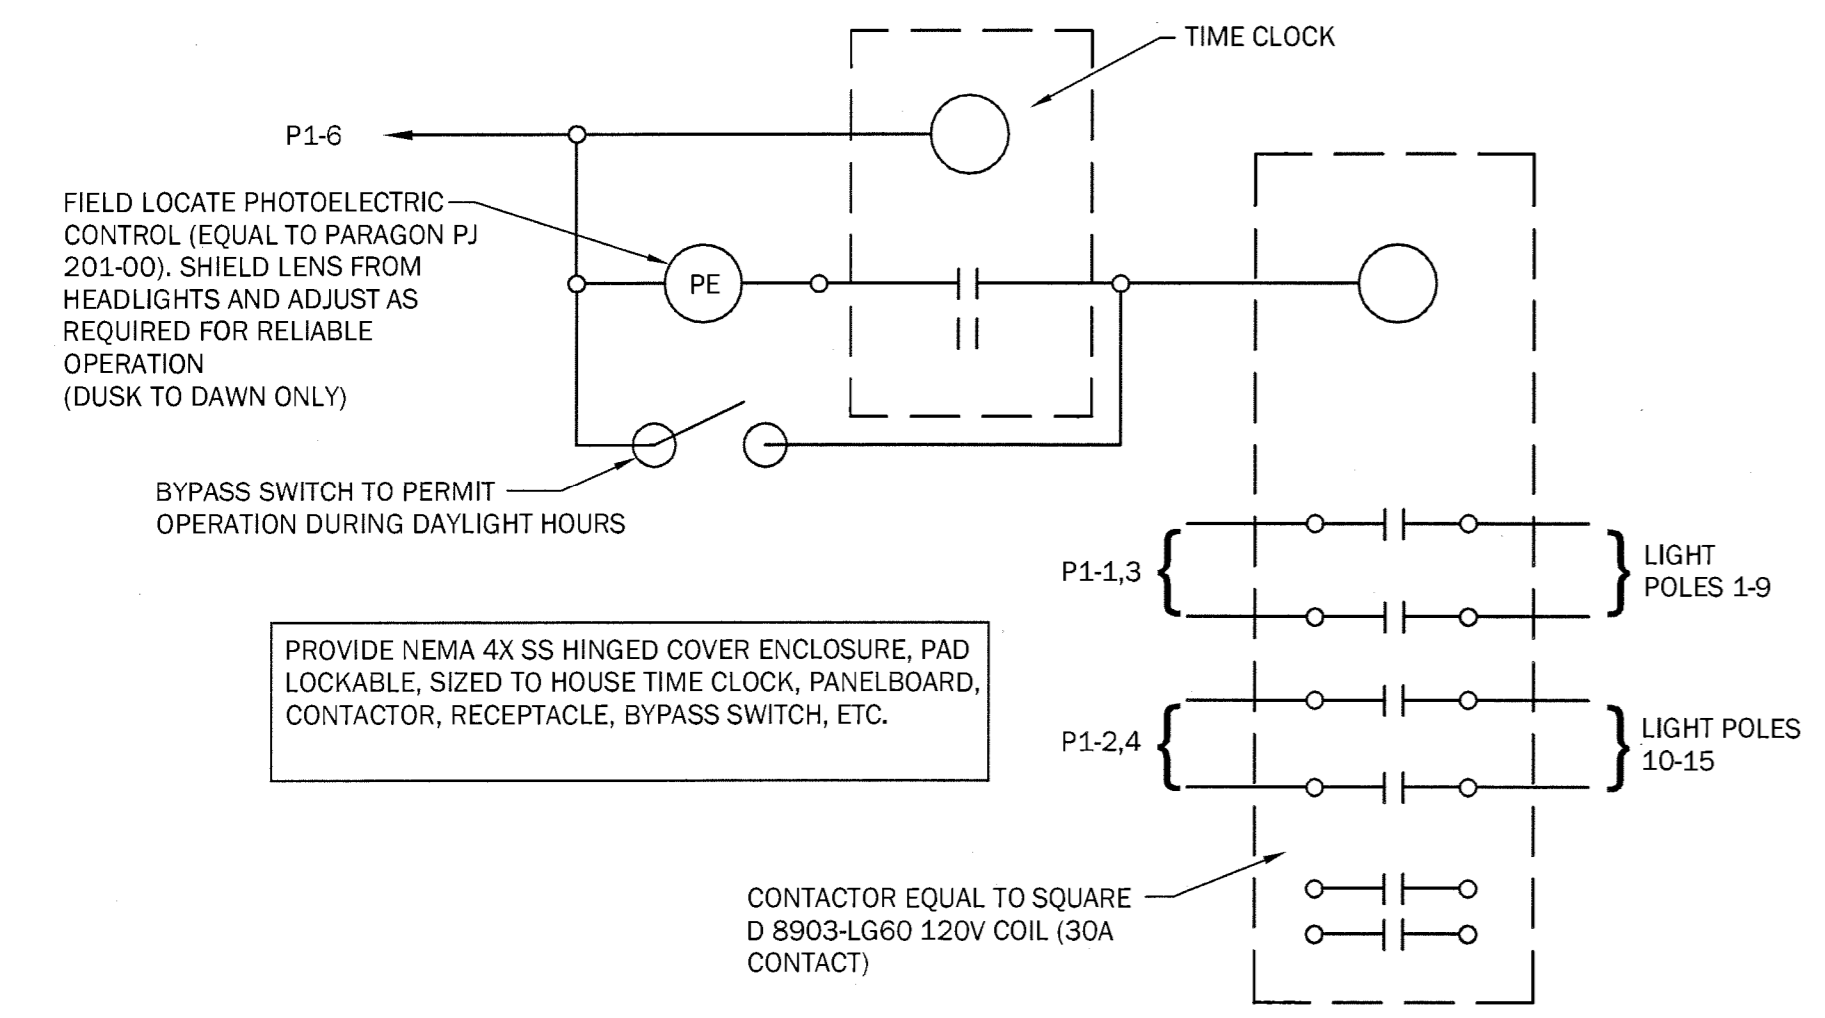 TIME CLOCK
P1-6
FIELD LOCATE PHOTOELECTRIC
CONTROL (EQUAL TO PARAGON PJ
201-00). SHIELD LENS FROM
HEADLIGHTS AND ADJUST AS
REQUIRED FOR RELIABLE
OPERATION
(DUSK TO DAWN ONLY)
PE
BYPASS SWITCH TO PERMIT
OPERATION DURING DAYLIGHT HOURS
P1-1,3
LIGHT
POLES 1-9
PROVIDE NEMA 4X SS HINGED COVER ENCLOSURE, PAD
LOCKABLE, SIZED TO HOUSE TIME CLOCK, PANELBOARD,
CONTACTOR, RECEPTACLE, BYPASS SWITCH, ETC.
P1-2,4
LIGHT POLES
10-15
CONTACTOR EQUAL TO SQUARE
D 8903-LG60 120V COIL (30A
CONTACT)